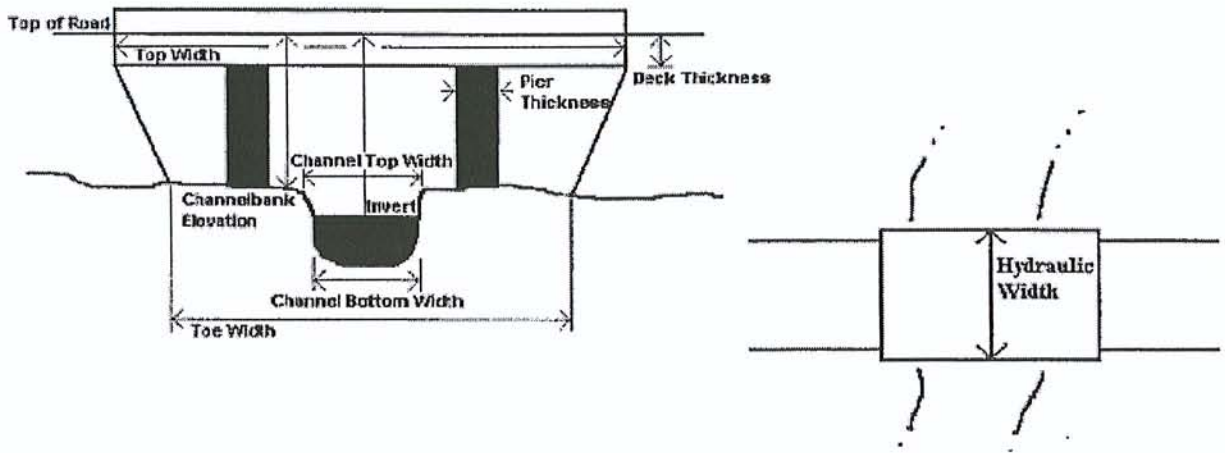 Top of Road
Top Width
Deck Thickness
Pier
Thickness
Channel Top Width
Channelbank
Elevation
Invert
Channel Bottom Width
Toe Width
Hydraulic
Width